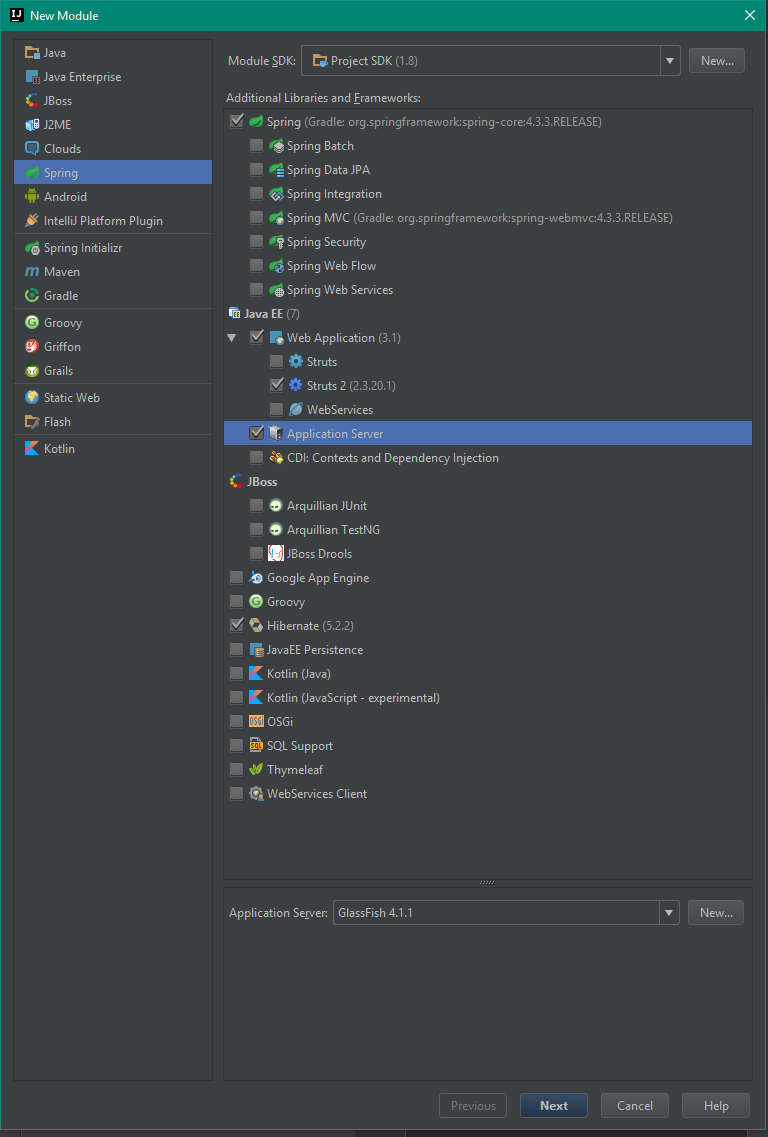 New Module
Java
Java Enterprise
JBoss
J2ME
Clouds
Spring
Android
IntelliJ Platform Plugin
Spring Initializr
Maven
Gradle
Groovy
Griffon
Grails
Static Web
Flash
Kotlin
Module SDK: Project SDK (1.8) New...
Additional Libraries and Frameworks:
Spring (Gradle: org.springframework:spring-core:4.3.3.RELEASE)
Spring Batch
Spring Data JPA
Spring Integration
Spring MVC (Gradle: org.springframework:spring-webmvc:4.3.3.RELEASE)
Spring Security
Spring Web Flow
Spring Web Services
Java EE (7)
Web Application (3.1)
Struts
Struts 2 (2.3.20.1)
WebServices
Application Server
CDI: Contexts and Dependency Injection
JBoss
Arquillian JUnit
Arquillian TestNG
JBoss Drools
Google App Engine
Groovy
Hibernate (5.2.2)
JavaEE Persistence
Kotlin (Java)
Kotlin (JavaScript - experimental)
OSGi
SQL Support
Thymeleaf
WebServices Client
Application Server: GlassFish 4.1.1 New...
Previous Next Cancel Help